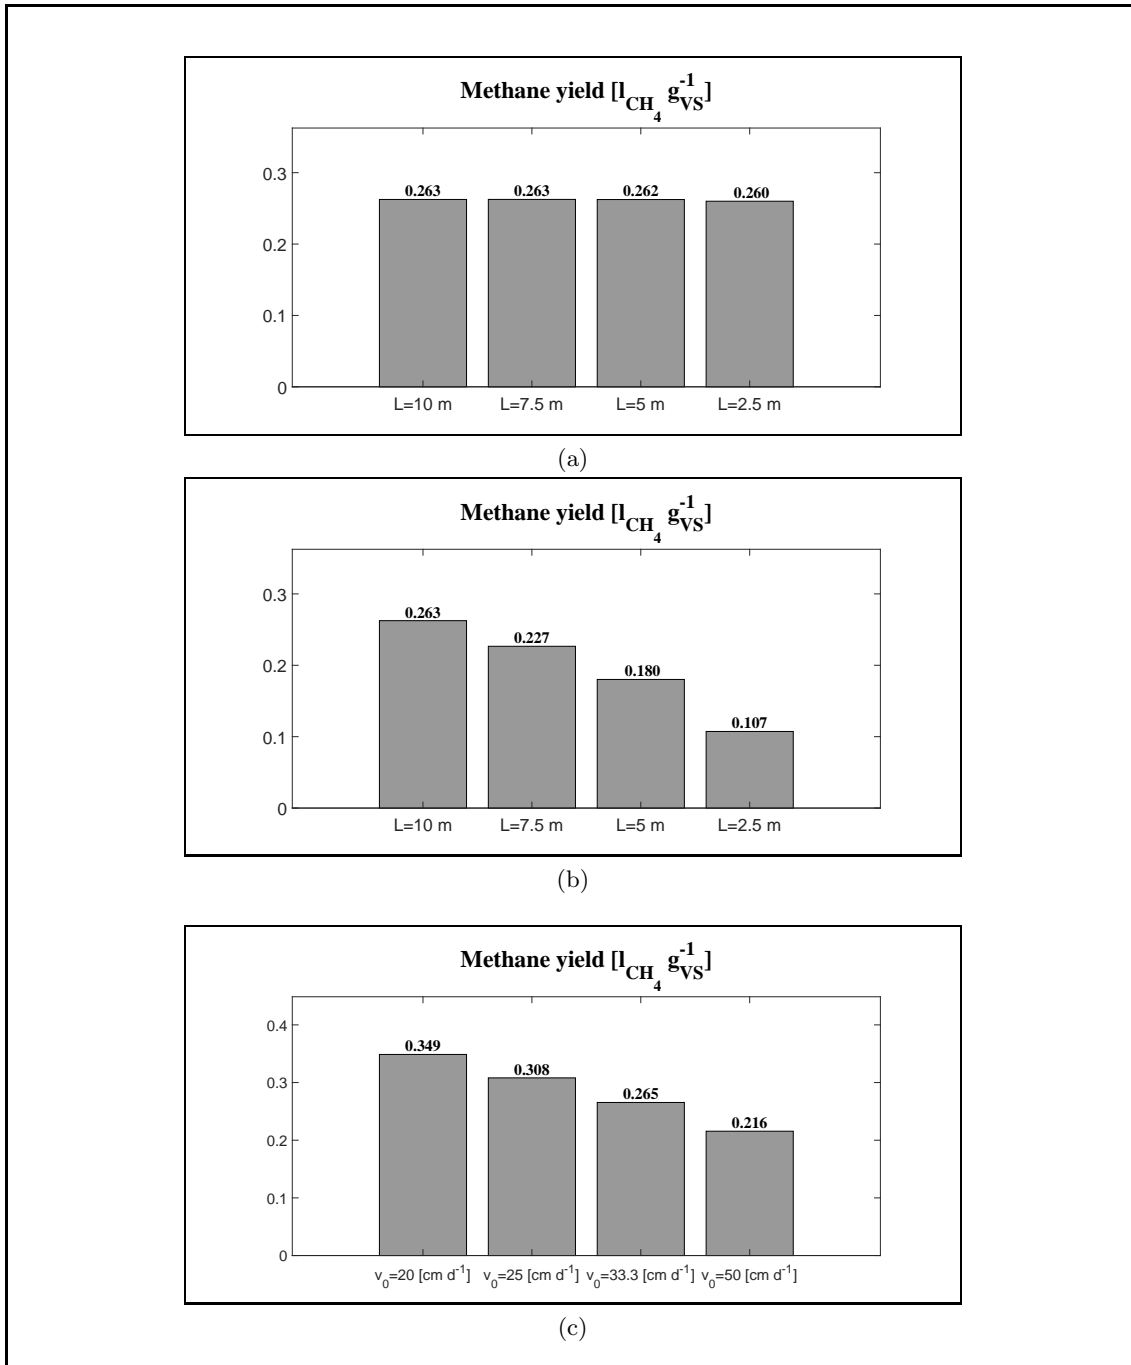 Methane yield [l_CH_4 g_VS^-1]
0.263 0.263 0.262 0.260
0.3
0.2
0.1
0
L=10 m L=7.5 m L=5 m L=2.5 m
(a)
Methane yield [l_CH_4 g_VS^-1]
0.263 0.227 0.180 0.107
0.3
0.2
0.1
0
L=10 m L=7.5 m L=5 m L=2.5 m
(b)
Methane yield [l_CH_4 g_VS^-1]
0.349 0.308 0.265 0.216
0.4
0.3
0.2
0.1
0
v_0=20 [cm d^-1] v_0=25 [cm d^-1] v_0=33.3 [cm d^-1] v_0=50 [cm d^-1]
(c)